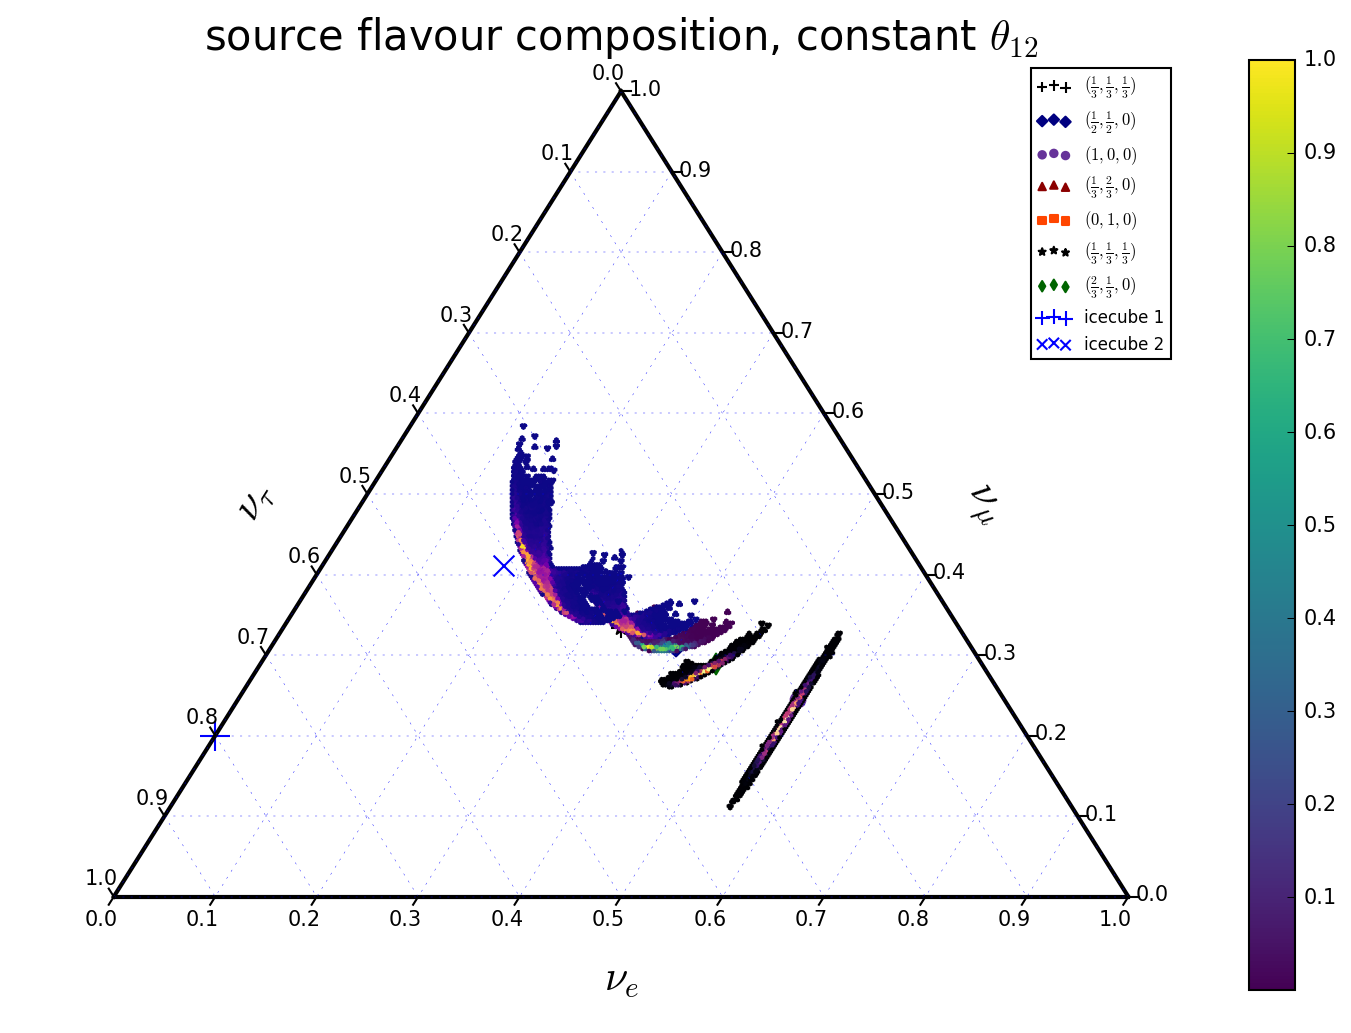 source flavour composition, constant θ₁₂
(1/3, 1/3, 1/3)
(1/2, 1/2, 0)
(1, 0, 0)
(1/3, 2/3, 0)
(0, 1, 0)
(1/3, 1/3, 1/3)
(2/3, 1/3, 0)
icecube 1
icecube 2
0.0
0.1
0.2
0.3
0.4
0.5
0.6
0.7
0.8
0.9
1.0
ν_τ
1.0
0.9
0.8
0.7
0.6
0.5
0.4
0.3
0.2
0.1
0.0
ν_μ
0.0 0.1 0.2 0.3 0.4 0.5 0.6 0.7 0.8 0.9 1.0
ν_e
1.0
0.9
0.8
0.7
0.6
0.5
0.4
0.3
0.2
0.1